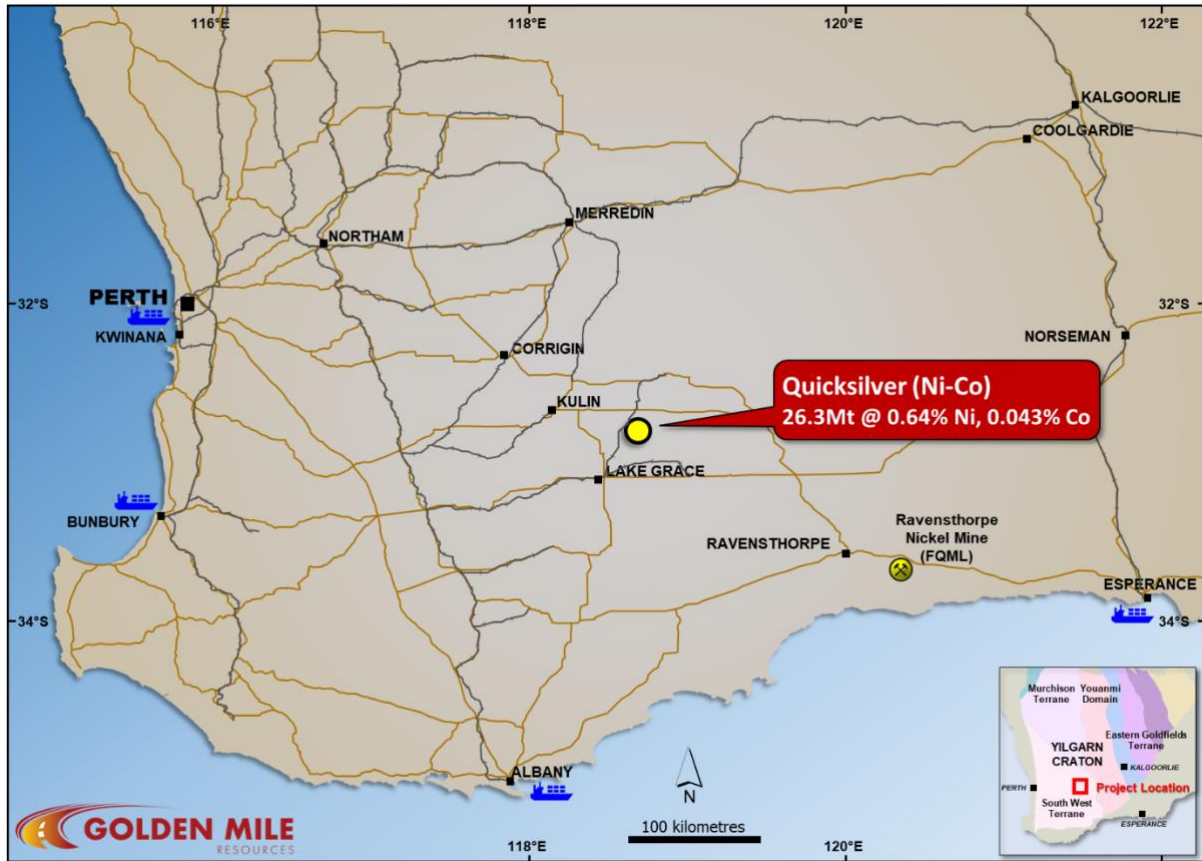 116°E
118°E
120°E
122°E
KALGOORLIE
COOLGARDIE
MERREDIN
NORTHAM
32°S
32°S
PERTH
KWINANA
NORSEMAN
CORRIGIN
Quicksilver (Ni-Co)
26.3Mt @ 0.64% Ni, 0.043% Co
KULIN
LAKE GRACE
BUNBURY
Ravensthorpe
Nickel Mine
(FQML)
RAVENSTHORPE
ESPERANCE
34°S
34°S
ALBANY
N
100 kilometres
118°E
120°E
GOLDEN MILE
RESOURCES
Murchison
Terrane
Youanmi
Domain
Eastern Goldfields
Terrane
YILGARN
CRATON
KALGOORLIE
PERTH
Project Location
South West
Terrane
ESPERANCE